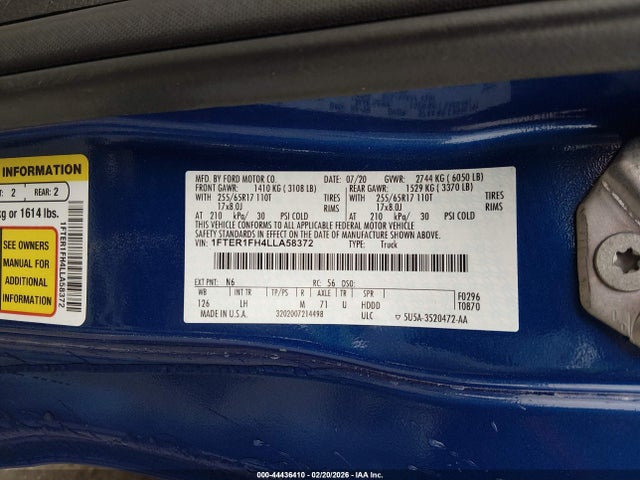 INFORMATION
2 REAR: 2
kg or 1614 lbs.
SEE OWNERS
MANUAL FOR
ADDITIONAL
INFORMATION
1FTER1FH4LLA58372
MFD. BY FORD MOTOR CO. 07/20 GVWR: 2744 KG ( 6050 LB)
FRONT GAWR: 1410 KG ( 3108 LB) REAR GAWR: 1529 KG ( 3370 LB)
WITH 255/65R17 110T TIRES WITH 255/65R17 110T TIRES
17x8.0J RIMS 17x8.0J RIMS
AT 210 kPa/ 30 PSI COLD AT 210 kPa/ 30 PSI COLD
THIS VEHICLE CONFORMS TO ALL APPLICABLE FEDERAL MOTOR VEHICLE
SAFETY STANDARDS IN EFFECT ON THE DATE OF MANUFACTURE SHOWN ABOVE.
VIN: 1FTER1FH4LLA58372 TYPE: Truck
EXT PNT: N6 RC: 56 DSO:
WB INT TR TP/PS R AXLE TR SPR F0296
126 LH M 71 U HDDD T0870
MADE IN U.S.A. 3202007214498 ULC ▽ 5U5A-3520472-AA
000-44436410 - 02/20/2026 - IAA Inc.